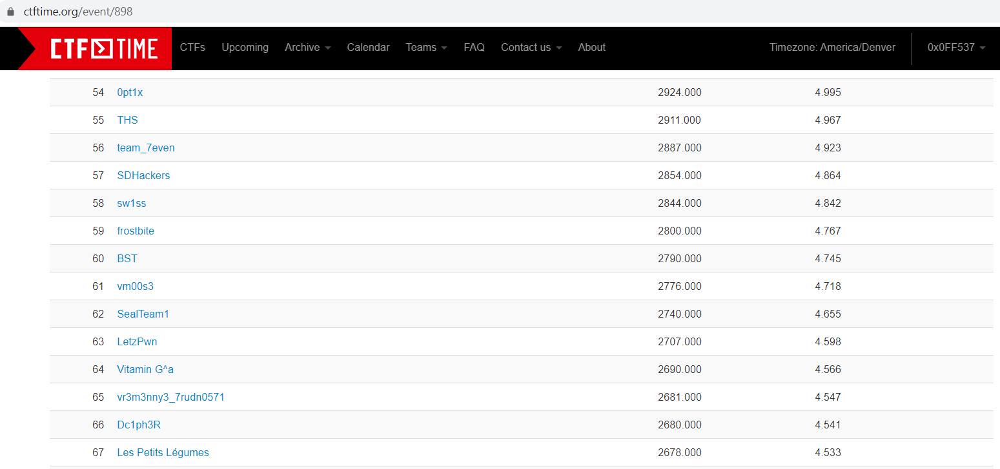 ctftime.org/event/898
CTF TIME CTFs Upcoming Archive Calendar Teams FAQ Contact us About Timezone: America/Denver 0x0FF537
54 0pt1x 2924.000 4.995
55 THS 2911.000 4.967
56 team_7even 2887.000 4.923
57 SDHackers 2854.000 4.864
58 sw1ss 2844.000 4.842
59 frostbite 2800.000 4.767
60 BST 2790.000 4.745
61 vm00s3 2776.000 4.718
62 SealTeam1 2740.000 4.655
63 LetzPwn 2707.000 4.598
64 Vitamin G^a 2690.000 4.566
65 vr3m3nny3_7rudn0571 2681.000 4.547
66 Dc1ph3R 2680.000 4.541
67 Les Petits Légumes 2678.000 4.533